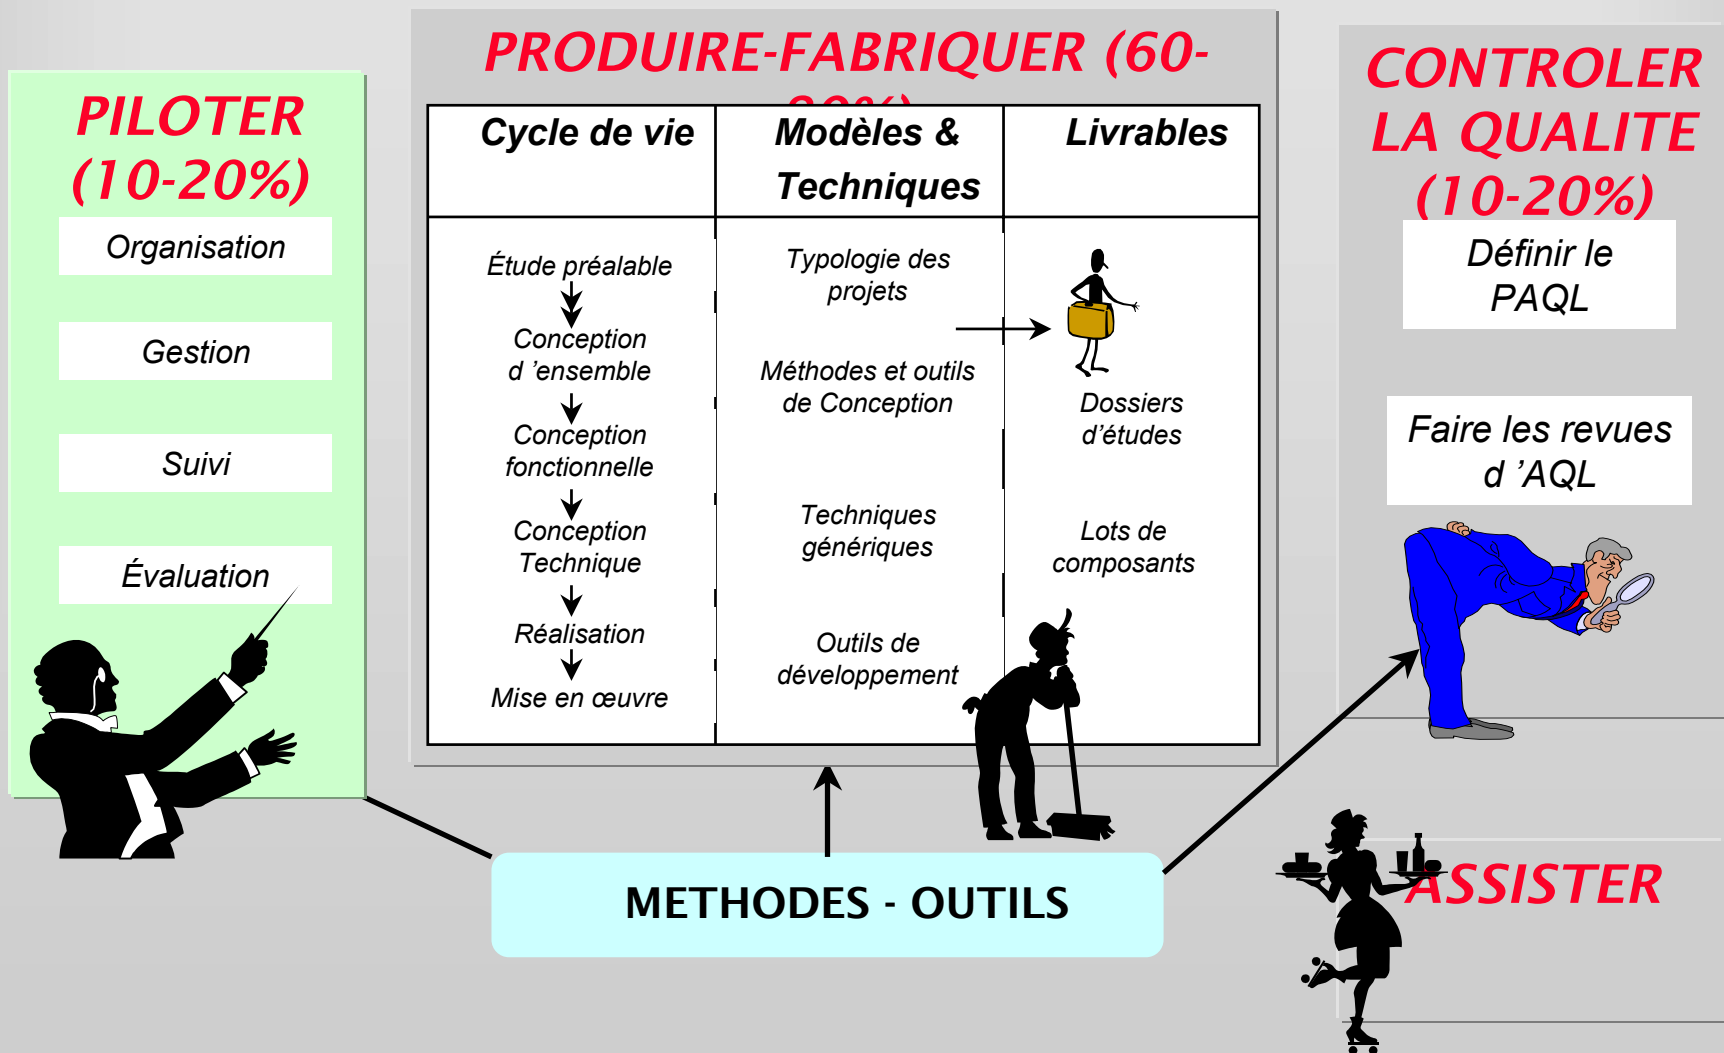 PILOTER
(10-20%)
Organisation
Gestion
Suivi
Évaluation
PRODUIRE-FABRIQUER (60-
Cycle de vie
Modèles &
Techniques
Livrables
Étude préalable
Conception
d ’ensemble
Conception
fonctionnelle
Conception
Technique
Réalisation
Mise en œuvre
Typologie des
projets
Méthodes et outils
de Conception
Techniques
génériques
Outils de
développement
Dossiers
d’études
Lots de
composants
CONTROLER
LA QUALITE
(10-20%)
Définir le
PAQL
Faire les revues
d ’AQL
METHODES - OUTILS
ASSISTER